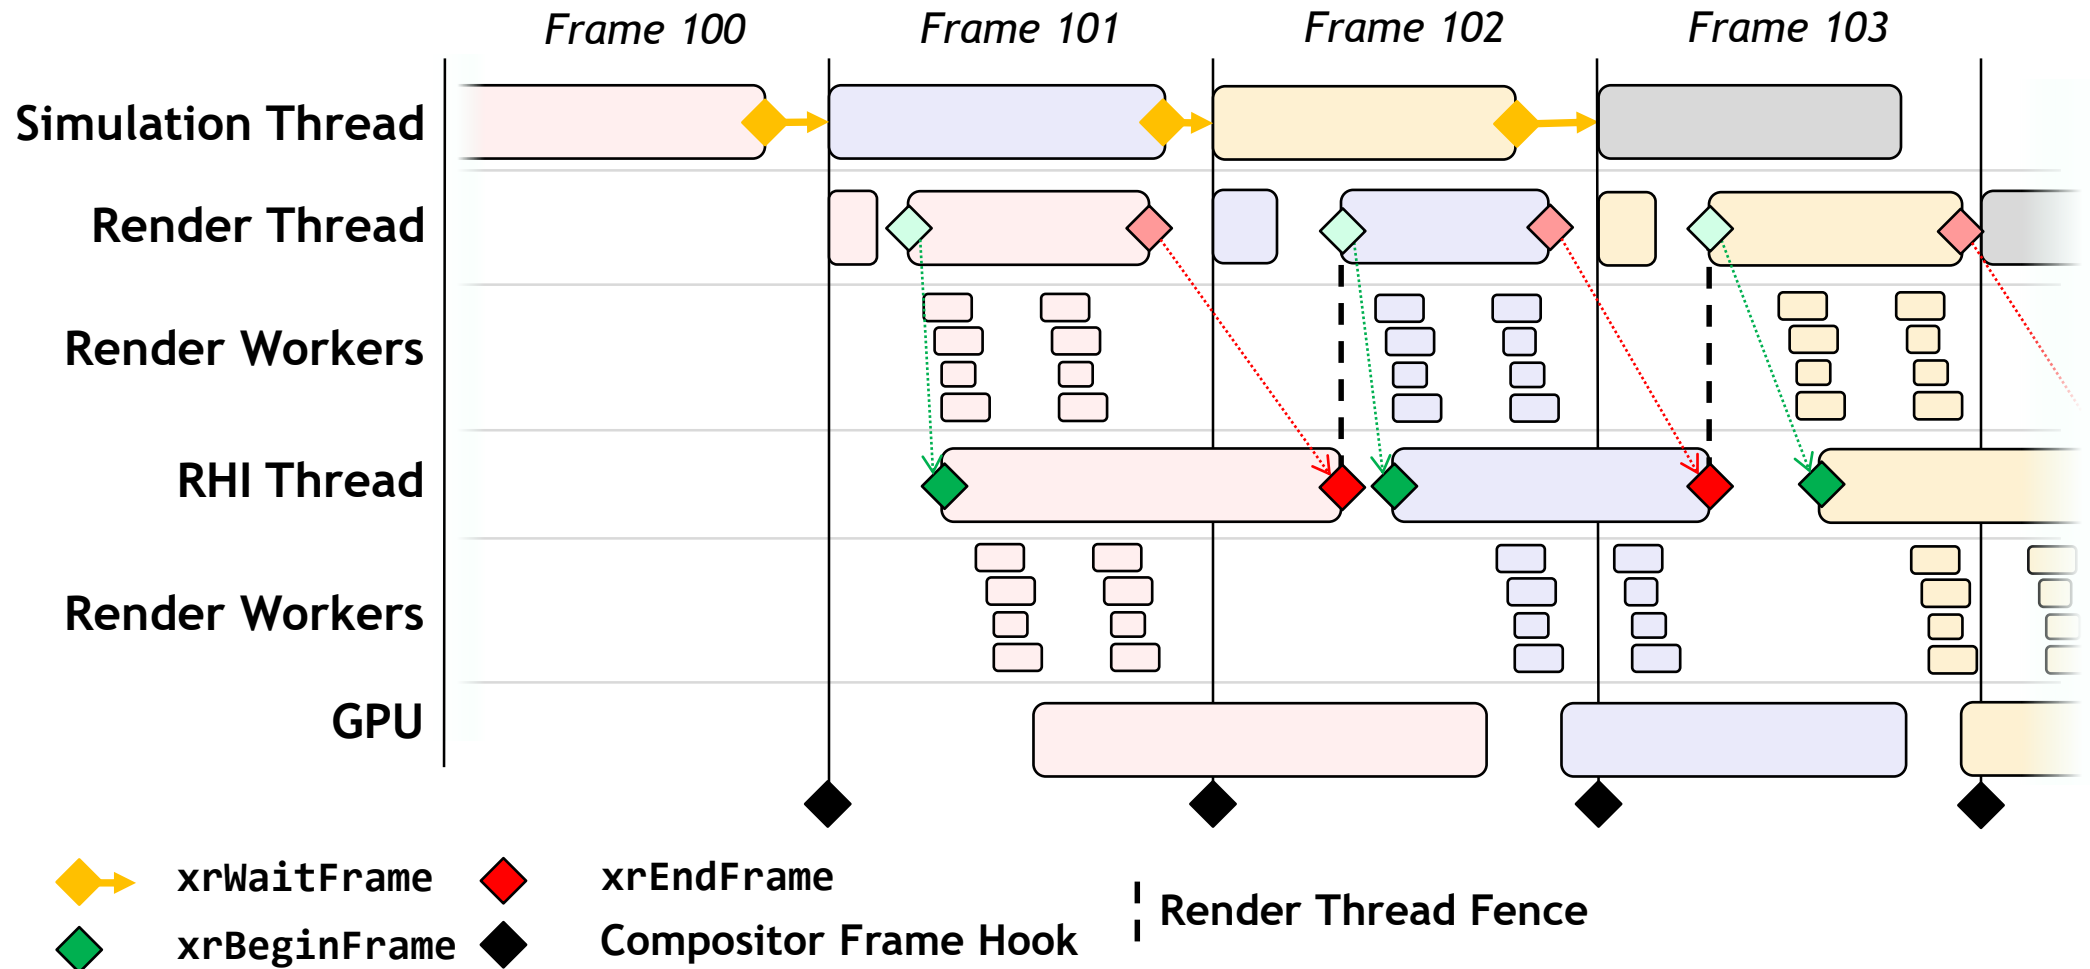 Frame 100 Frame 101 Frame 102 Frame 103
Simulation Thread
Render Thread
Render Workers
RHI Thread
Render Workers
GPU
xrWaitFrame xrEndFrame
Render Thread Fence
xrBeginFrame Compositor Frame Hook